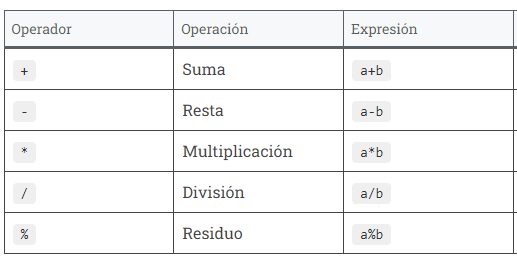 Operador Operación Expresión
+ Suma a+b
- Resta a-b
* Multiplicación a*b
/ División a/b
% Residuo a%b